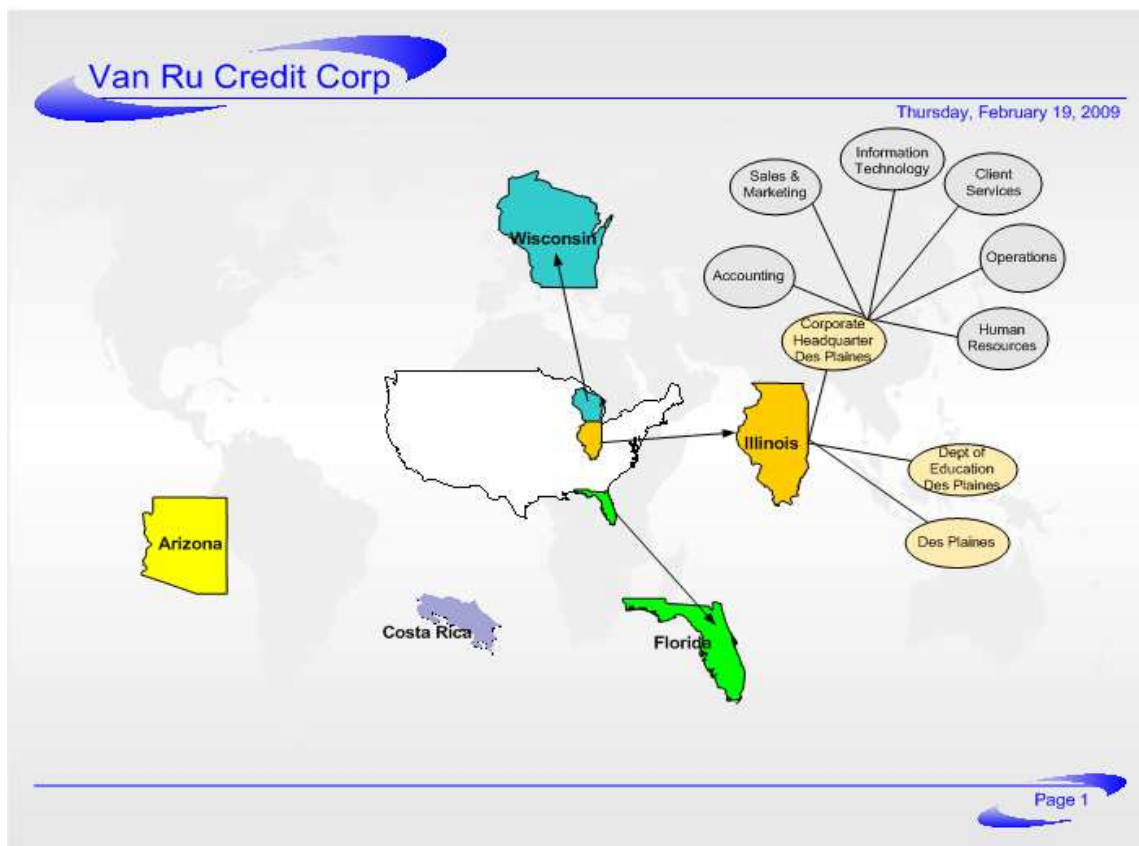 Van Ru Credit Corp
Thursday, February 19, 2009
Information
Technology
Sales &
Marketing
Client
Services
Wisconsin
Operations
Accounting
Corporate
Headquarter
Des Plaines
Human
Resources
Illinois
Dept of
Education
Des Plaines
Des Plaines
Arizona
Costa Rica
Florida
Page 1